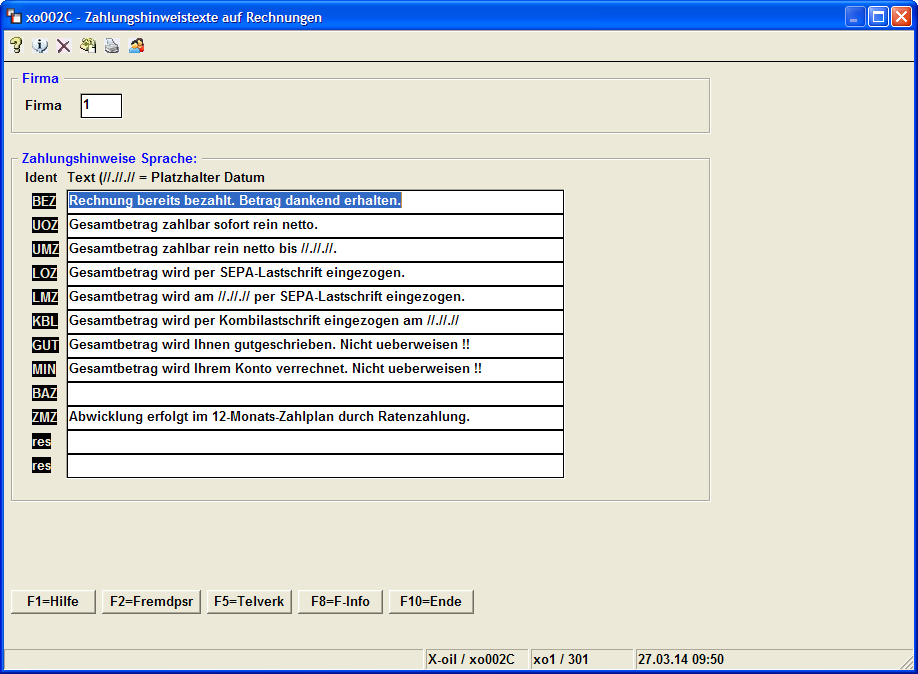 xo002C - Zahlungshinweistexte auf Rechnungen
Firma
Firma 1
Zahlungshinweise Sprache:
Ident Text (//.//.// = Platzhalter Datum
BEZ Rechnung bereits bezahlt. Betrag dankend erhalten.
UOZ Gesamtbetrag zahlbar sofort rein netto.
UMZ Gesamtbetrag zahlbar rein netto bis //.//.//.
LOZ Gesamtbetrag wird per SEPA-Lastschrift eingezogen.
LMZ Gesamtbetrag wird am //.//.// per SEPA-Lastschrift eingezogen.
KBL Gesamtbetrag wird per Kombilastschrift eingezogen am //.//.//
GUT Gesamtbetrag wird Ihnen gutgeschrieben. Nicht ueberweisen !!
MIN Gesamtbetrag wird Ihrem Konto verrechnet. Nicht ueberweisen !!
BAZ
ZMZ Abwicklung erfolgt im 12-Monats-Zahlplan durch Ratenzahlung.
res
res
F1=Hilfe F2=Fremdpsr F5=Telverk F8=F-Info F10=Ende
X-oil / xo002C xo1 / 301 27.03.14 09:50